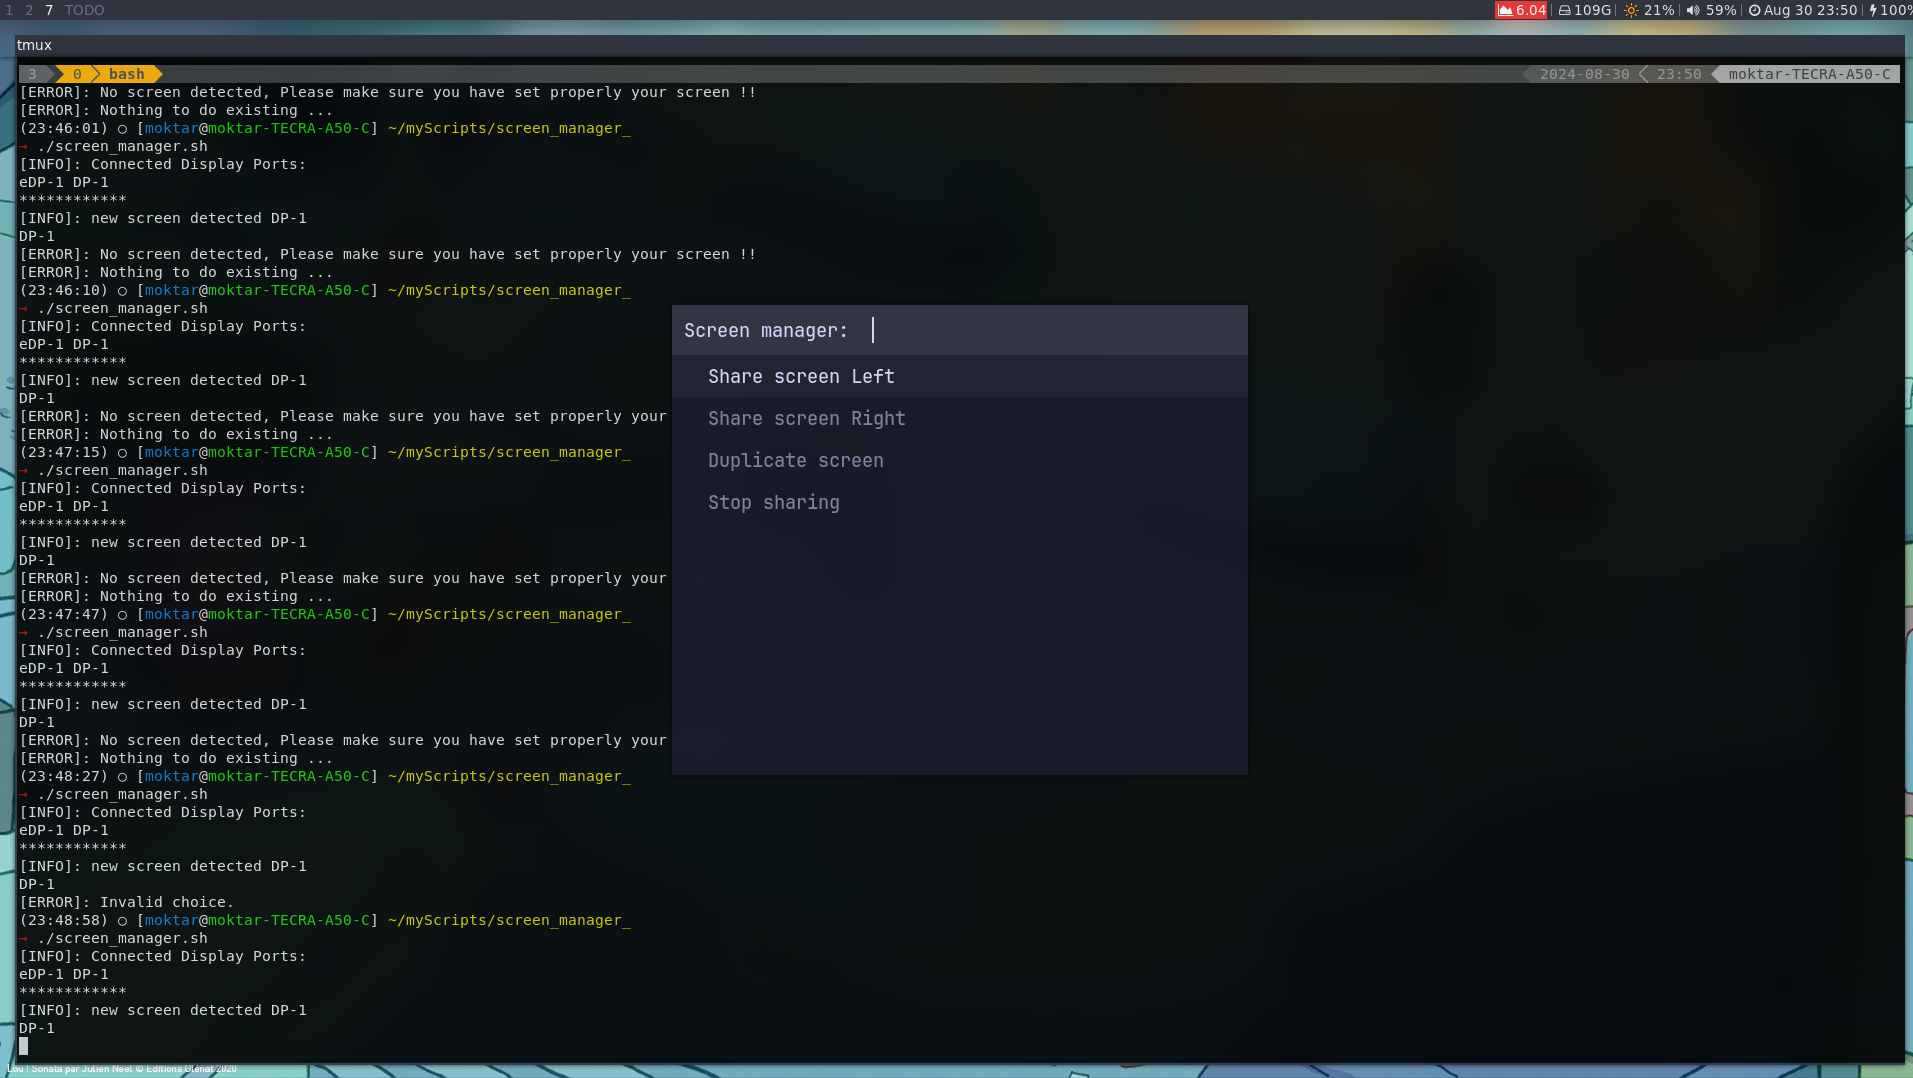 1 2 7 TODO
6.04 109G 21% 59% Aug 30 23:50 100%
tmux
3 0 bash
2024-08-30 23:50 moktar-TECRA-A50-C
[ERROR]: No screen detected, Please make sure you have set properly your screen !!
[ERROR]: Nothing to do existing ...
(23:46:01) ○ [moktar@moktar-TECRA-A50-C] ~/myScripts/screen_manager_
→ ./screen_manager.sh
[INFO]: Connected Display Ports:
eDP-1 DP-1
************
[INFO]: new screen detected DP-1
DP-1
[ERROR]: No screen detected, Please make sure you have set properly your screen !!
[ERROR]: Nothing to do existing ...
(23:46:10) ○ [moktar@moktar-TECRA-A50-C] ~/myScripts/screen_manager_
→ ./screen_manager.sh
[INFO]: Connected Display Ports:
eDP-1 DP-1
************
[INFO]: new screen detected DP-1
DP-1
[ERROR]: No screen detected, Please make sure you have set properly your
[ERROR]: Nothing to do existing ...
(23:47:15) ○ [moktar@moktar-TECRA-A50-C] ~/myScripts/screen_manager_
→ ./screen_manager.sh
[INFO]: Connected Display Ports:
eDP-1 DP-1
************
[INFO]: new screen detected DP-1
DP-1
[ERROR]: No screen detected, Please make sure you have set properly your
[ERROR]: Nothing to do existing ...
(23:47:47) ○ [moktar@moktar-TECRA-A50-C] ~/myScripts/screen_manager_
→ ./screen_manager.sh
[INFO]: Connected Display Ports:
eDP-1 DP-1
************
[INFO]: new screen detected DP-1
DP-1
[ERROR]: No screen detected, Please make sure you have set properly your
[ERROR]: Nothing to do existing ...
(23:48:27) ○ [moktar@moktar-TECRA-A50-C] ~/myScripts/screen_manager_
→ ./screen_manager.sh
[INFO]: Connected Display Ports:
eDP-1 DP-1
************
[INFO]: new screen detected DP-1
DP-1
[ERROR]: Invalid choice.
(23:48:58) ○ [moktar@moktar-TECRA-A50-C] ~/myScripts/screen_manager_
→ ./screen_manager.sh
[INFO]: Connected Display Ports:
eDP-1 DP-1
************
[INFO]: new screen detected DP-1
DP-1
Screen manager:
Share screen Left
Share screen Right
Duplicate screen
Stop sharing
Lou ! Sonata par Julien Neel © Editions Glénat 2020